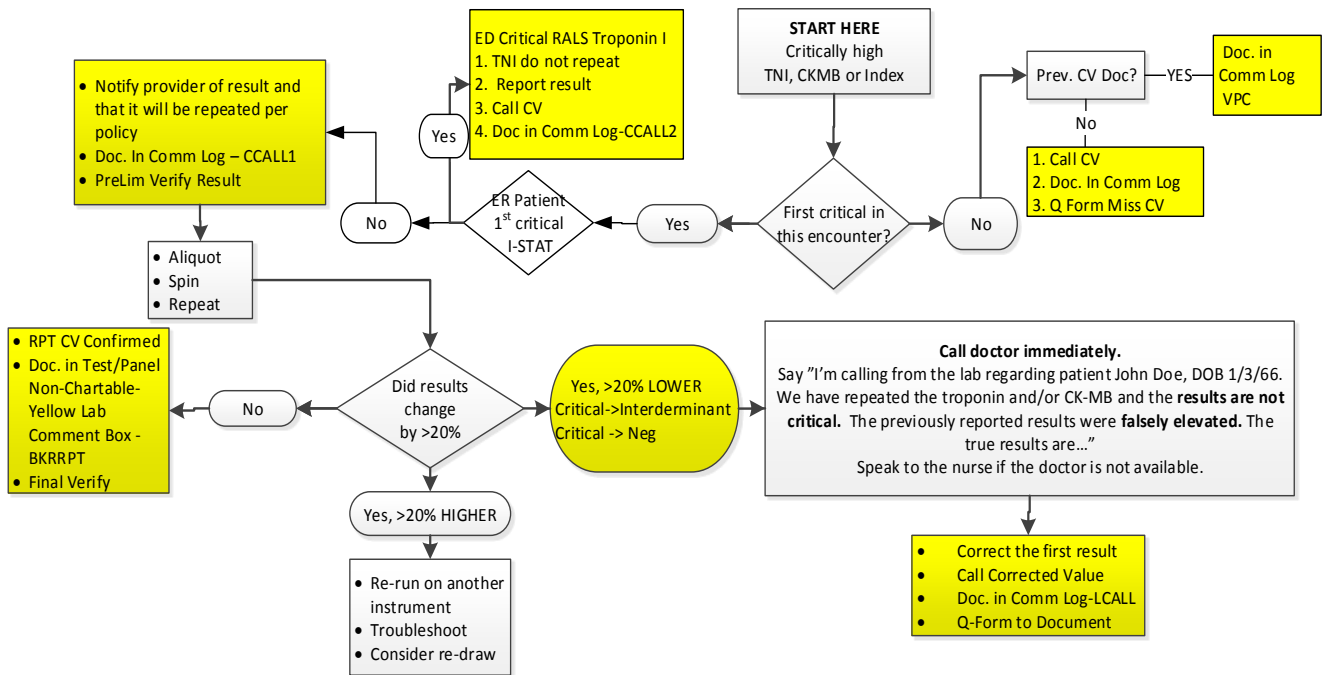 START HERE
Critically high
TNI, CKMB or Index
First critical in
this encounter?
No
Prev. CV Doc?
YES
Doc. in
Comm Log
VPC
No
1. Call CV
2. Doc. In Comm Log
3. Q Form Miss CV
Yes
ER Patient
1st critical
I-STAT
Yes
ED Critical RALS Troponin I
1. TNI do not repeat
2. Report result
3. Call CV
4. Doc in Comm Log-CCALL2
No
• Notify provider of result and
that it will be repeated per
policy
• Doc. In Comm Log – CCALL1
• PreLim Verify Result
• Aliquot
• Spin
• Repeat
Did results
change
by >20%
No
• RPT CV Confirmed
• Doc. in Test/Panel
Non-Chartable-
Yellow Lab
Comment Box -
BKRRPT
• Final Verify
Yes, >20% HIGHER
• Re-run on another
instrument
• Troubleshoot
• Consider re-draw
Yes, >20% LOWER
Critical->Interderminant
Critical -> Neg
Call doctor immediately.
Say ”I’m calling from the lab regarding patient John Doe, DOB 1/3/66.
We have repeated the troponin and/or CK-MB and the results are not
critical. The previously reported results were falsely elevated. The
true results are…”
Speak to the nurse if the doctor is not available.
• Correct the first result
• Call Corrected Value
• Doc. in Comm Log-LCALL
• Q-Form to Document